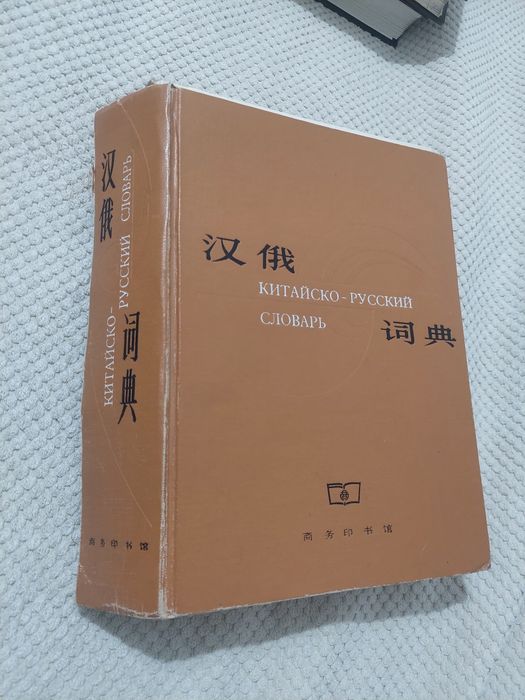 汉俄
КИТАЙСКО - РУССКИЙ
СЛОВАРЬ
词典
商务印书馆
汉俄
词典
КИТАЙСКО - РУССКИЙ СЛОВАРЬ
商务印书馆